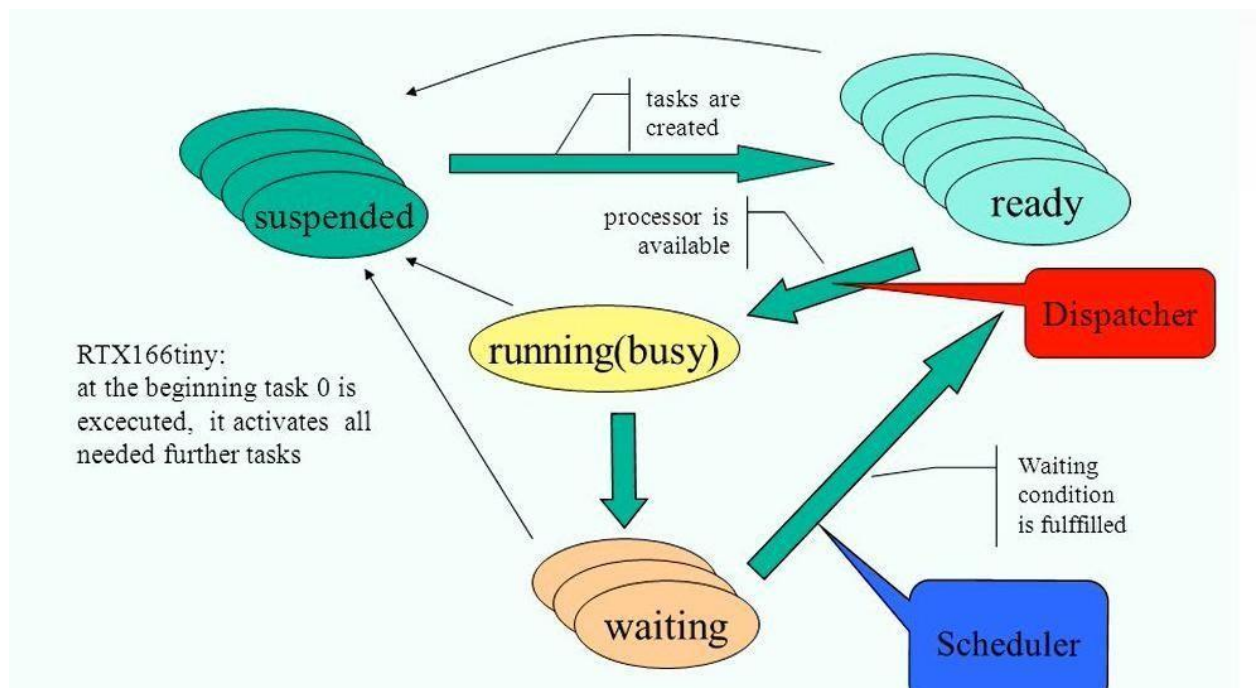 tasks are
created
suspended
ready
processor is
available
Dispatcher
running(busy)
RTX166tiny:
at the beginning task 0 is
excecuted, it activates all
needed further tasks
Waiting
condition
is fulffilled
waiting
Scheduler